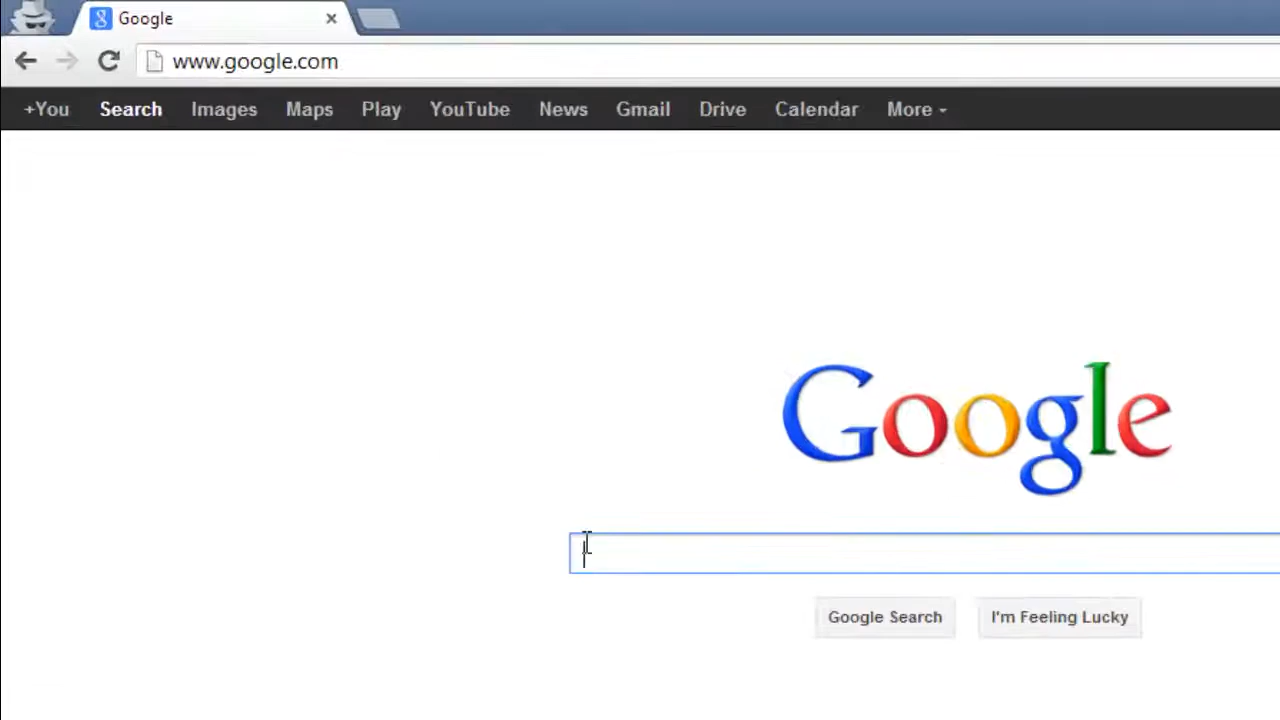 Google
www.google.com
+You Search Images Maps Play YouTube News Gmail Drive Calendar More
Google
Google Search I'm Feeling Lucky